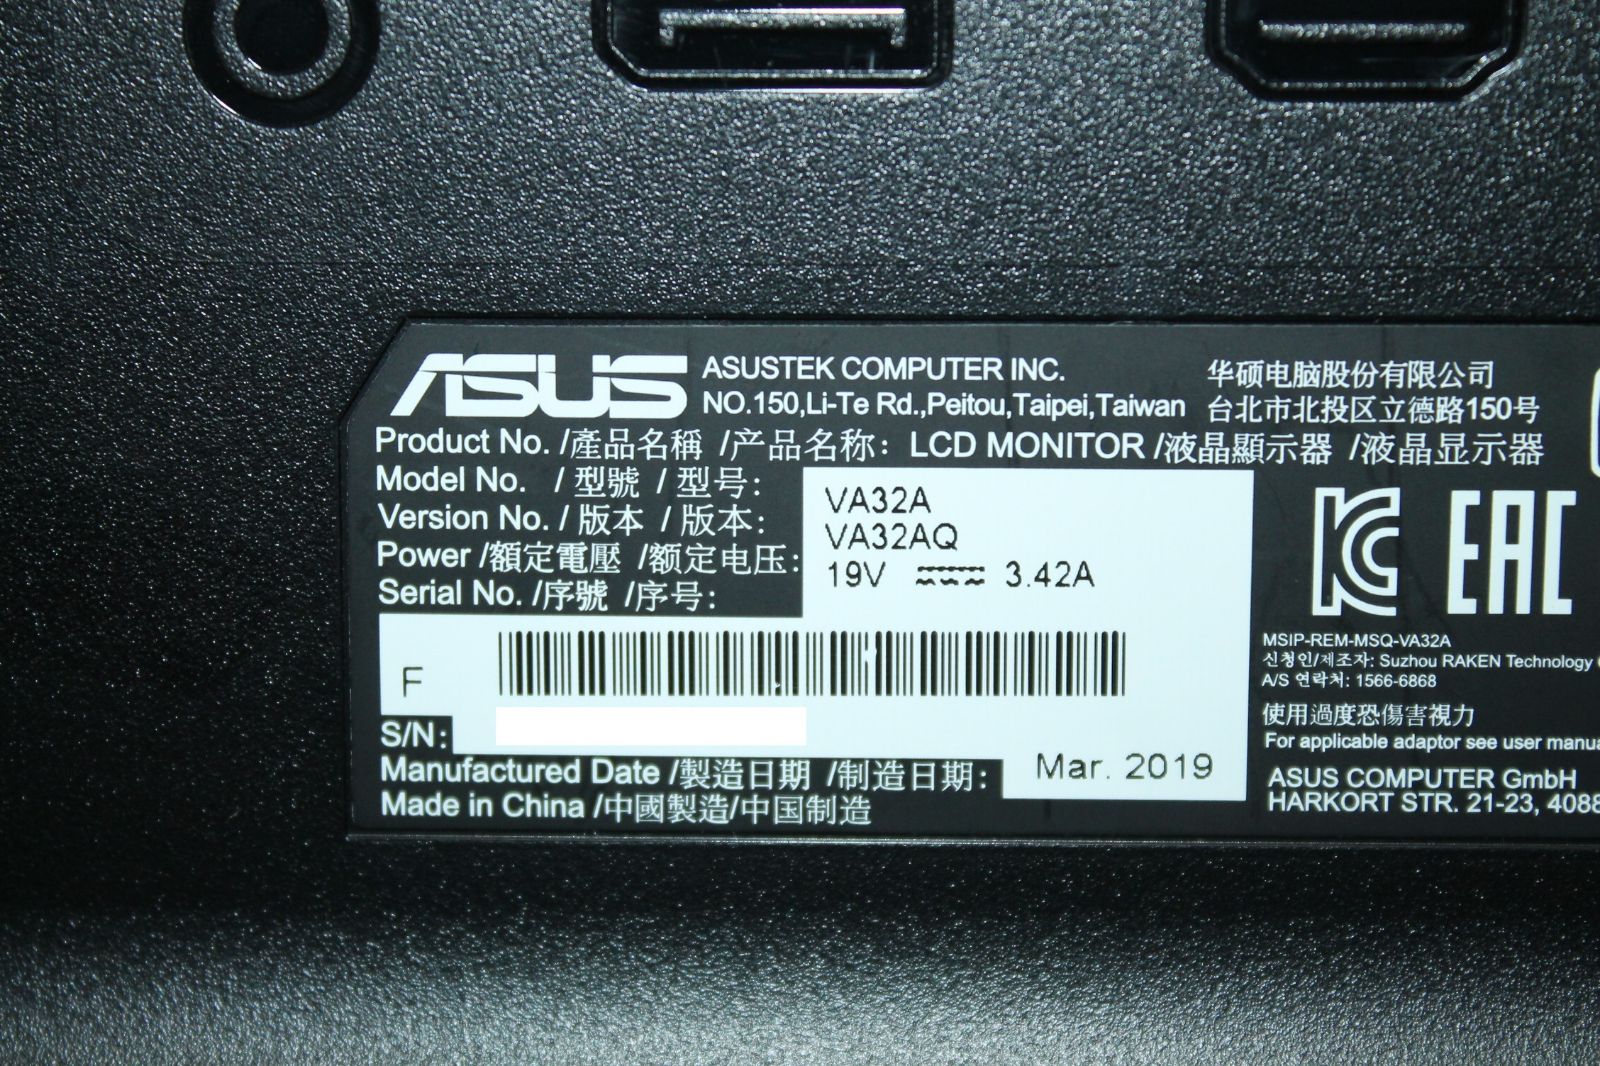 ASUS ASUSTEK COMPUTER INC. 华硕电脑股份有限公司
NO.150,Li-Te Rd.,Peitou,Taipei,Taiwan 台北市北投区立德路150号
Product No. /產品名稱 /产品名称: LCD MONITOR /液晶顯示器 /液晶显示器
Model No. / 型號 / 型号: VA32A
Version No. / 版本 / 版本: VA32AQ
Power /額定電壓 /额定电压: 19V 3.42A
Serial No. /序號 /序号:
F
S/N:
Manufactured Date /製造日期 /制造日期: Mar. 2019
Made in China /中國製造/中国制造
KC EAC
MSIP-REM-MSQ-VA32A
신청인/제조자: Suzhou RAKEN Technology
A/S 연락처: 1566-6868
使用過度恐傷害視力
For applicable adaptor see user manua
ASUS COMPUTER GmbH
HARKORT STR. 21-23, 4088